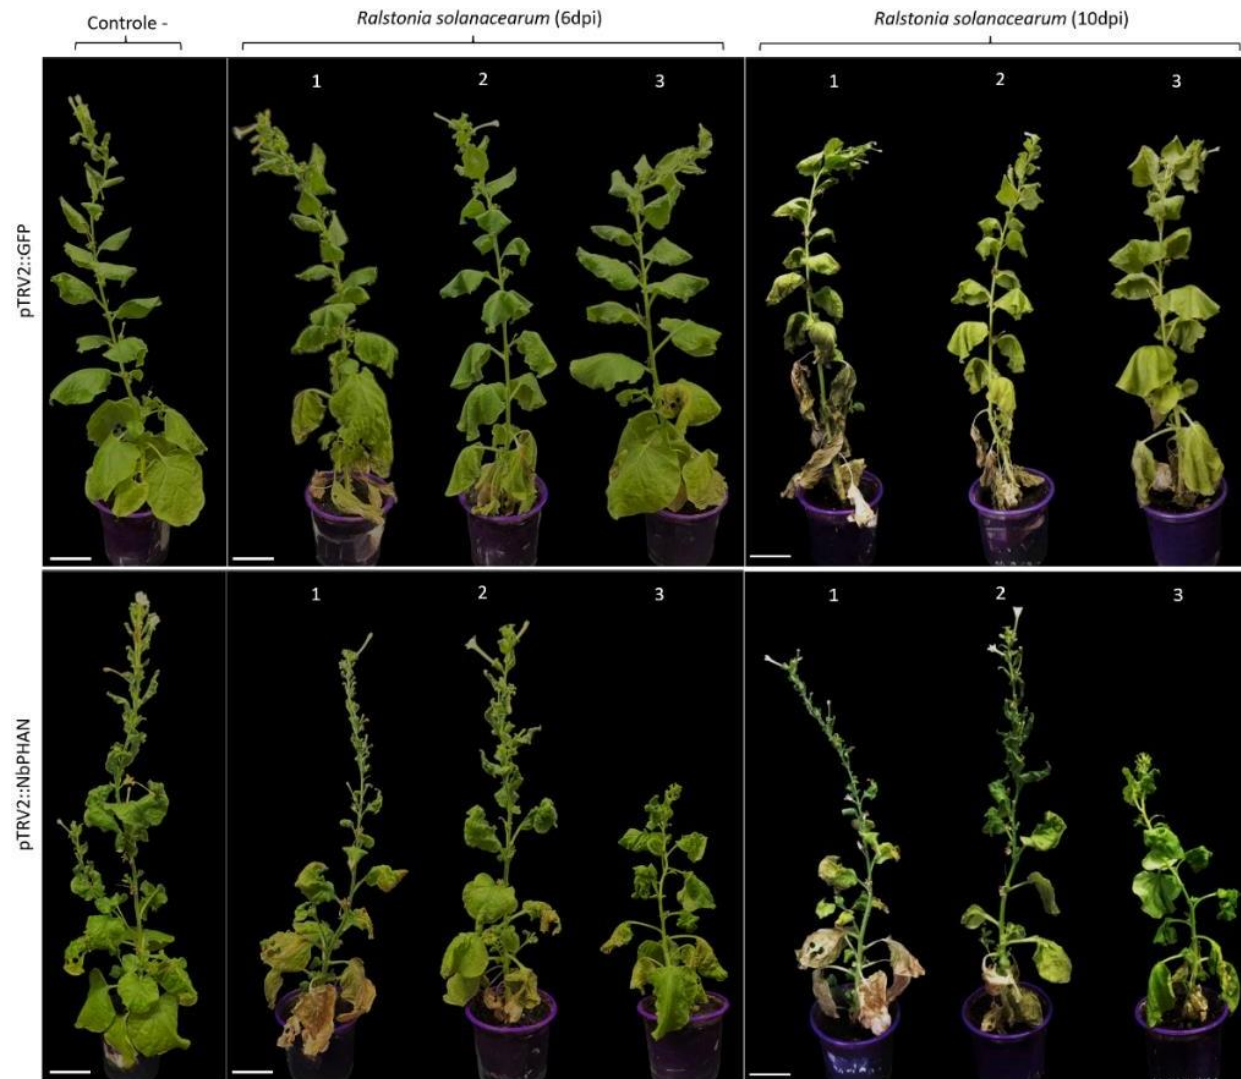 Controle -
Ralstonia solanacearum (6dpi)
Ralstonia solanacearum (10dpi)
pTRV2::GFP
1
2
3
1
2
3
pTRV2::NbPHAN
1
2
3
1
2
3